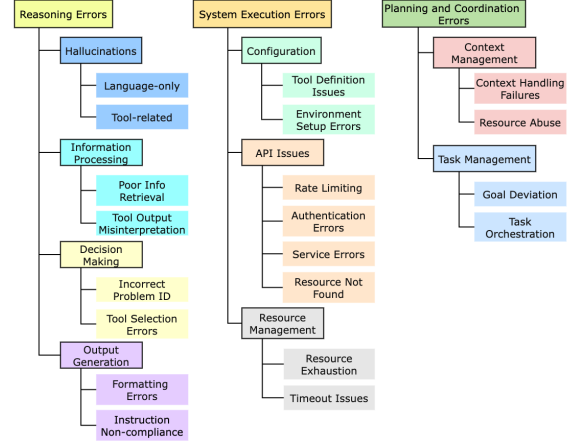 Reasoning Errors
Hallucinations
Language-only
Tool-related
Information
Processing
Poor Info
Retrieval
Tool Output
Misinterpretation
Decision
Making
Incorrect
Problem ID
Tool Selection
Errors
Output
Generation
Formatting
Errors
Instruction
Non-compliance
System Execution Errors
Configuration
Tool Definition
Issues
Environment
Setup Errors
API Issues
Rate Limiting
Authentication
Errors
Service Errors
Resource Not
Found
Resource
Management
Resource
Exhaustion
Timeout Issues
Planning and Coordination
Errors
Context
Management
Context Handling
Failures
Resource Abuse
Task Management
Goal Deviation
Task
Orchestration